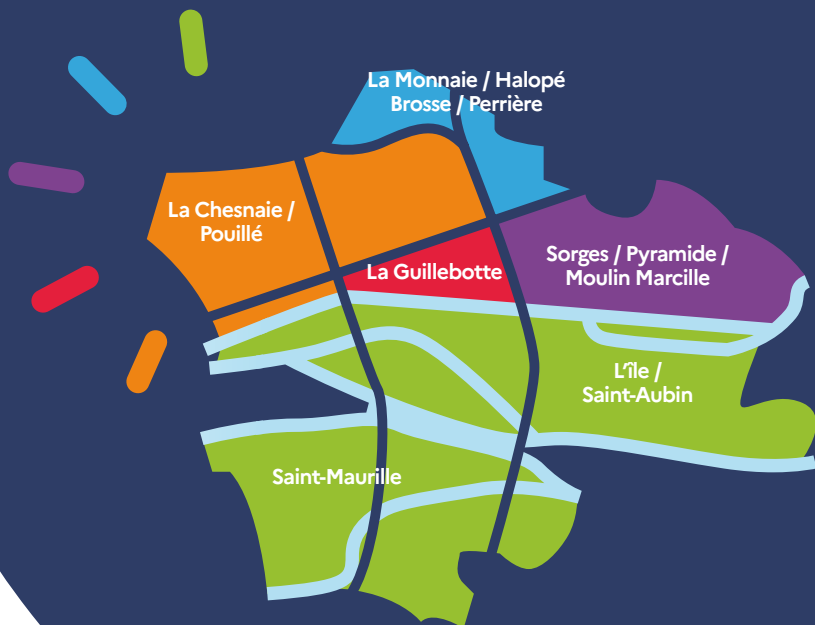 La Monnaie / Halopé
Brosse / Perrière
La Chesnaie /
Pouillé
La Guillebotte
Sorges / Pyramide /
Moulin Marcille
L'île /
Saint-Aubin
Saint-Maurille